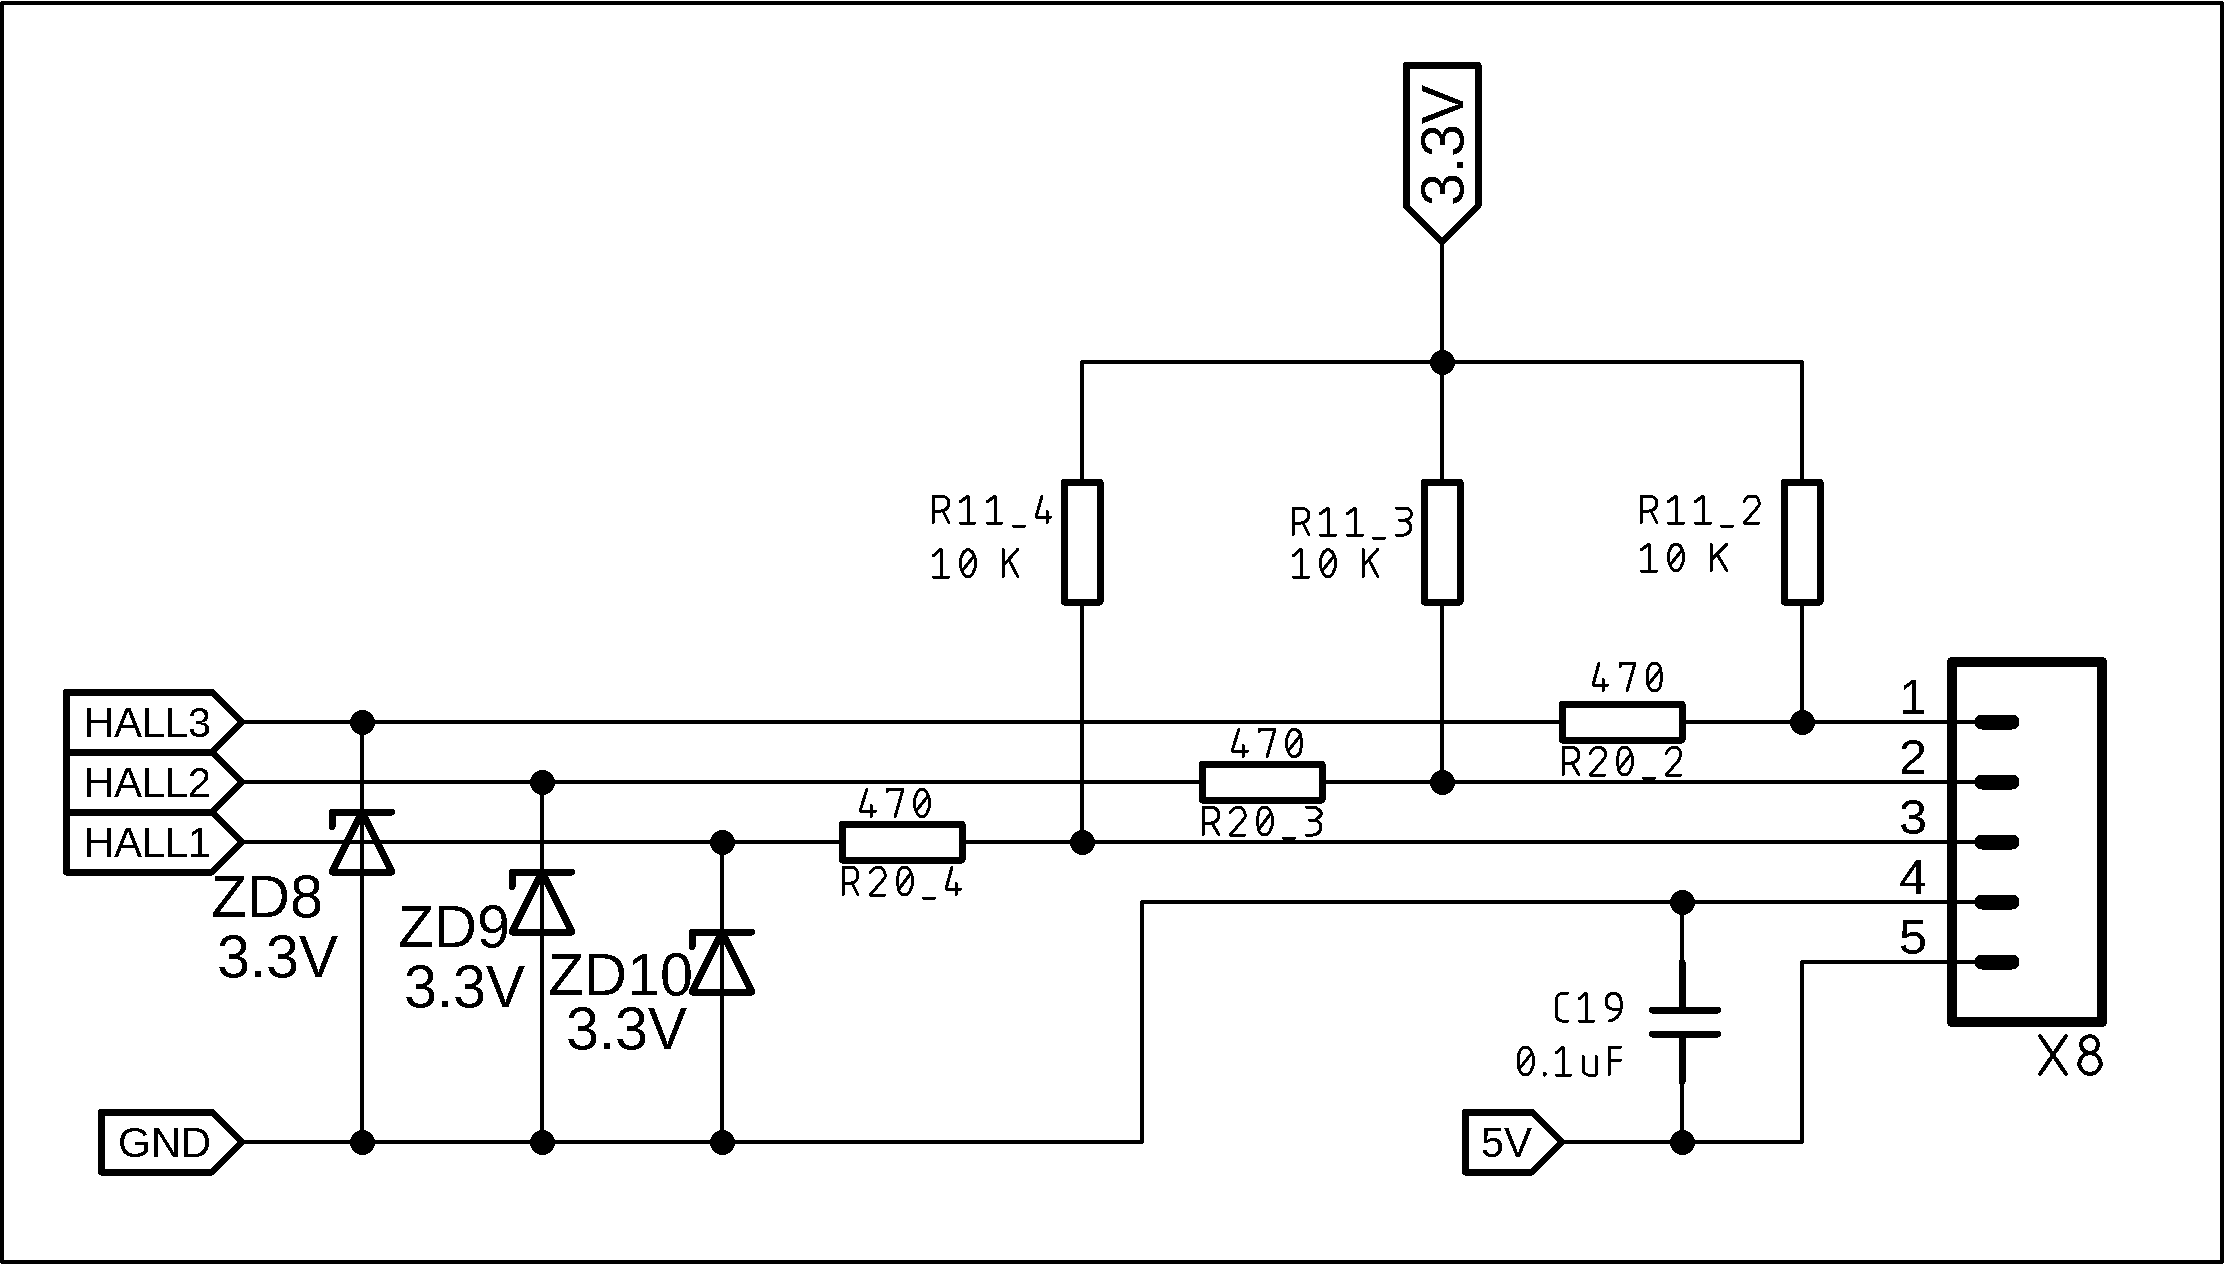 3.3V
R11_4
10 K
R11_3
10 K
R11_2
10 K
470
R20_2
470
R20_3
470
R20_4
HALL3
HALL2
HALL1
ZD8
3.3V
ZD9
3.3V
ZD10
3.3V
1
2
3
4
5
X8
C19
0.1uF
GND
5V